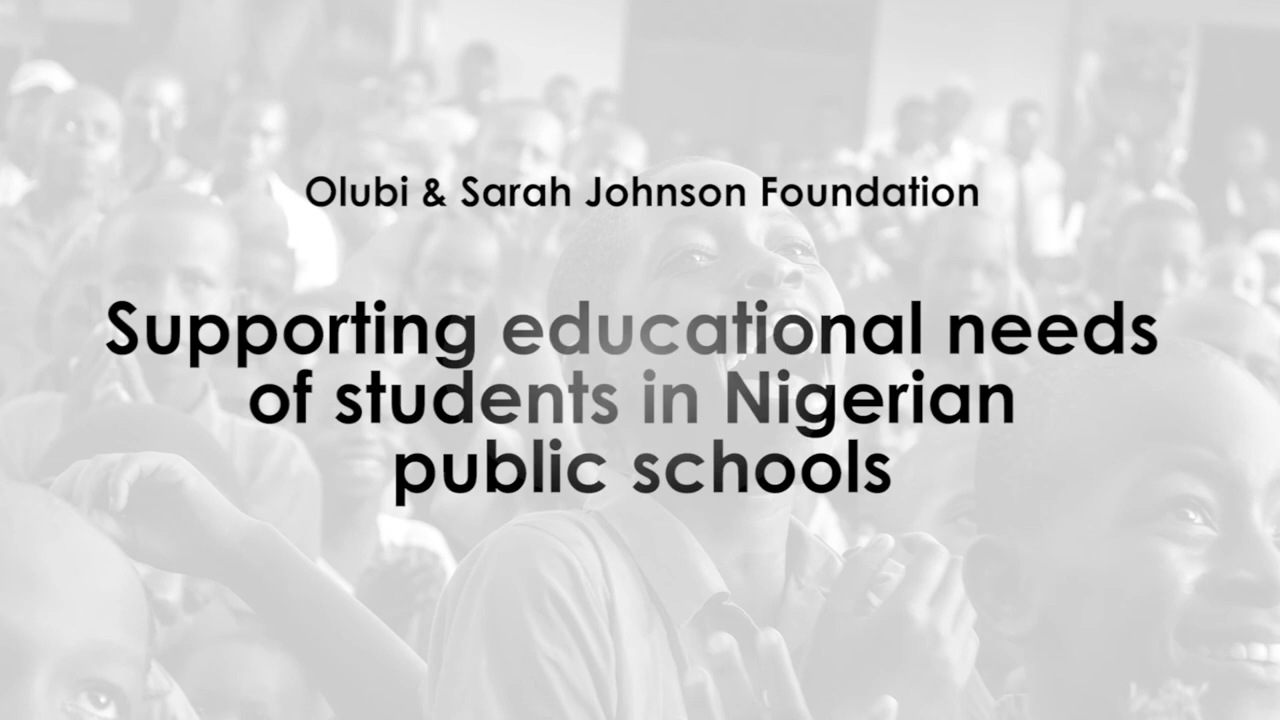 Olubi & Sarah Johnson Foundation
Supporting educational needs
of students in Nigerian
public schools